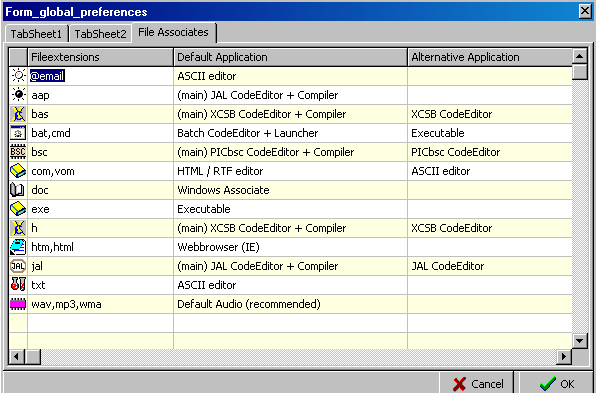 Form_global_preferences
TabSheet1 TabSheet2 File Associates
Fileextensions Default Application Alternative Application
@email ASCII editor
aap (main) JAL CodeEditor + Compiler
bas (main) XCSB CodeEditor + Compiler XCSB CodeEditor
bat,cmd Batch CodeEditor + Launcher Executable
BSC bsc (main) PICbsc CodeEditor + Compiler PICbsc CodeEditor
com,vom HTML / RTF editor ASCII editor
doc Windows Associate
exe Executable
h (main) XCSB CodeEditor + Compiler XCSB CodeEditor
htm,html Webbrowser (IE)
JAL jal (main) JAL CodeEditor + Compiler JAL CodeEditor
txt ASCII editor
wav,mp3,wma Default Audio (recommended)
Cancel OK